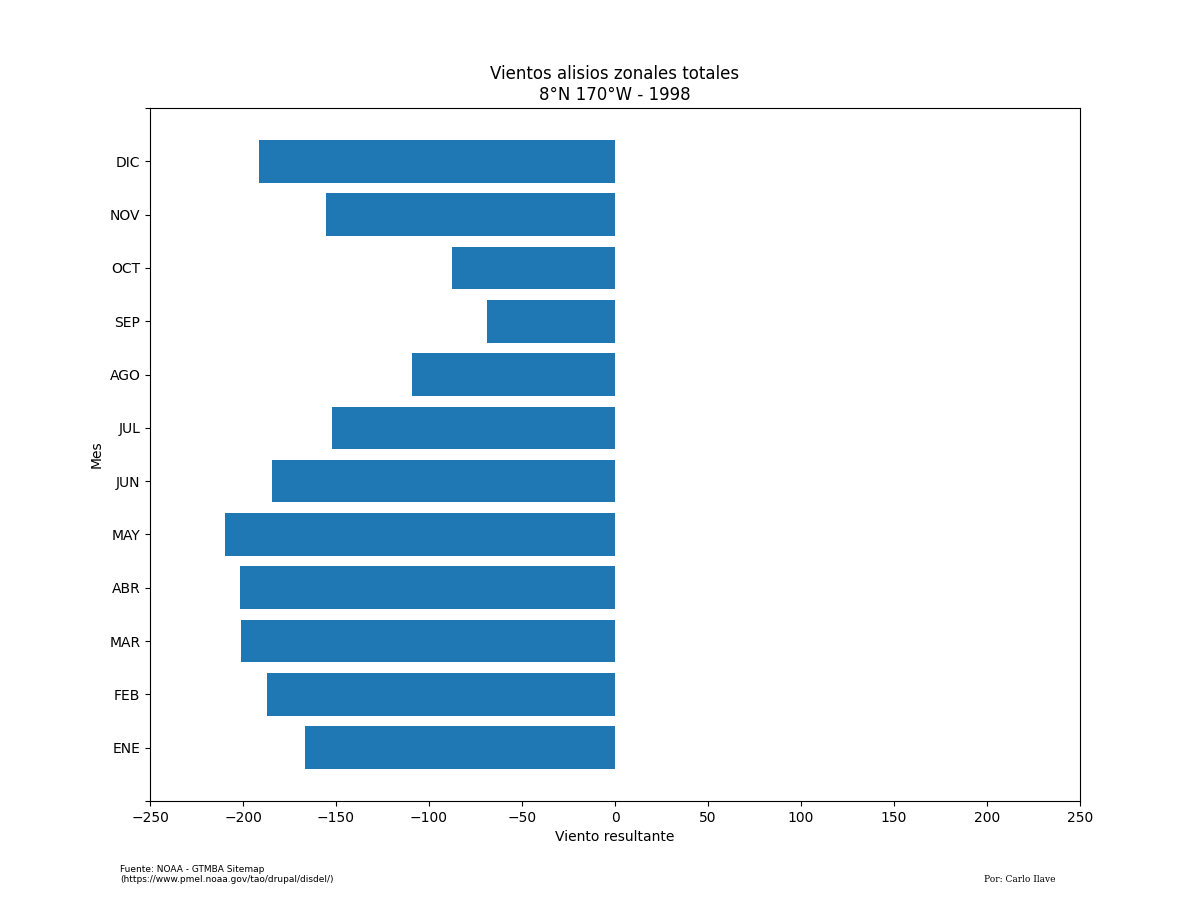 Vientos alisios zonales totales
8°N 170°W - 1998
DIC
NOV
OCT
SEP
AGO
JUL
JUN
MAY
ABR
MAR
FEB
ENE
Mes
−250 −200 −150 −100 −50 0 50 100 150 200 250
Viento resultante
Fuente: NOAA - GTMBA Sitemap
(https://www.pmel.noaa.gov/tao/drupal/disdel/)
Por: Carlo Ilave